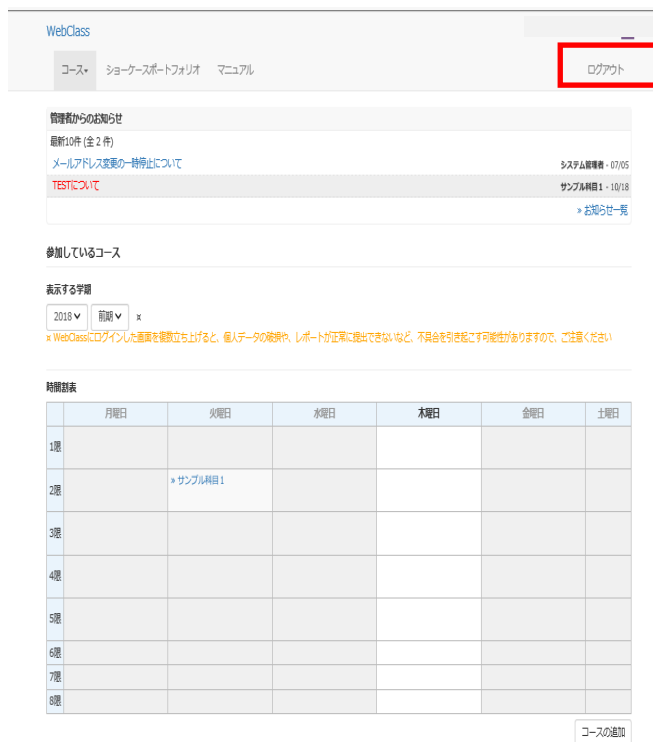 WebClass
コース▾ ショーケースポートフォリオ マニュアル ログアウト
管理者からのお知らせ
最新10件 (全 2 件)
メールアドレス変更の一時停止について システム管理者 - 07/05
TESTについて サンプル科目1 - 10/18
» お知らせ一覧
参加しているコース
表示する学期
2018 前期 ¤
¤ WebClassにログインした画面を複数立ち上げると、個人データの破損や、レポートが正常に提出できないなど、不具合を引き起こす可能性がありますので、ご注意ください
時間割表
月曜日 火曜日 水曜日 木曜日 金曜日 土曜日
1限
2限 » サンプル科目1
3限
4限
5限
6限
7限
8限
コースの追加